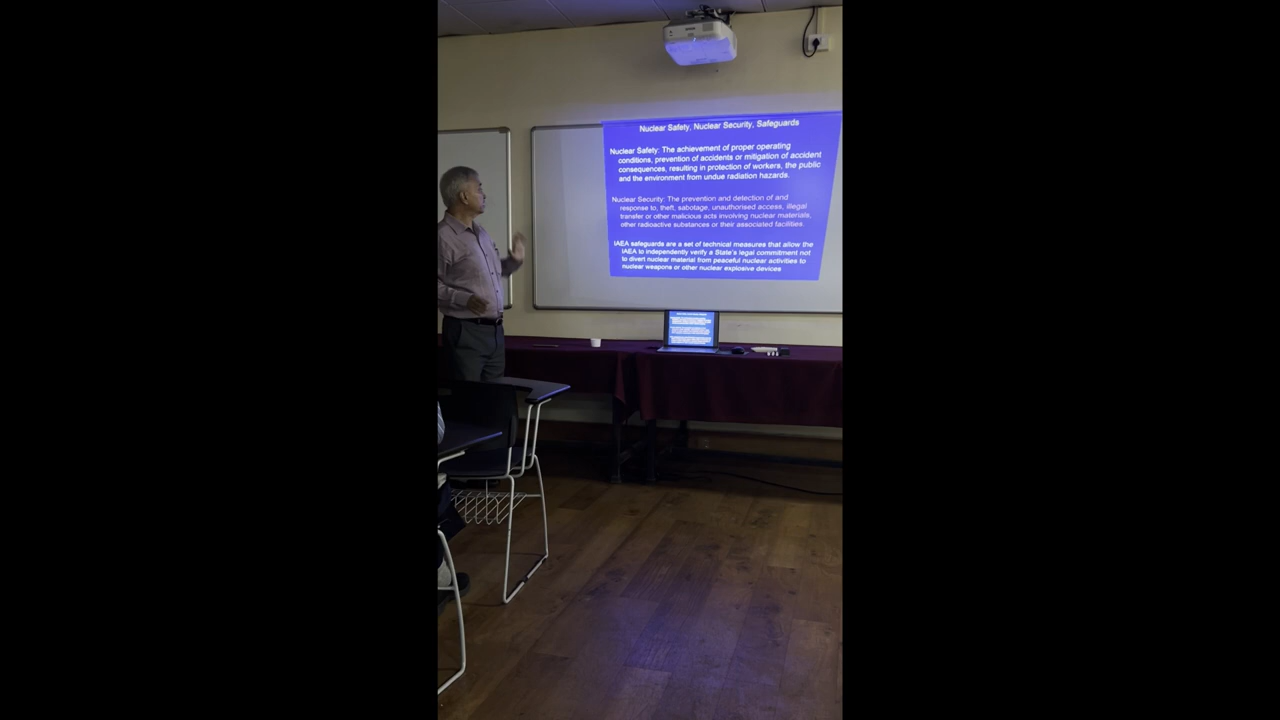 Nuclear Safety, Nuclear Security, Safeguards
Nuclear Safety: The achievement of proper operating
conditions, prevention of accidents or mitigation of accident
consequences, resulting in protection of workers, the public
and the environment from undue radiation hazards.
Nuclear Security: The prevention and detection of and
response to, theft, sabotage, unauthorised access, illegal
transfer or other malicious acts involving nuclear materials,
other radioactive substances or their associated facilities.
IAEA safeguards are a set of technical measures that allow the
IAEA to independently verify a State's legal commitment not
to divert nuclear material from peaceful nuclear activities to
nuclear weapons or other nuclear explosive devices